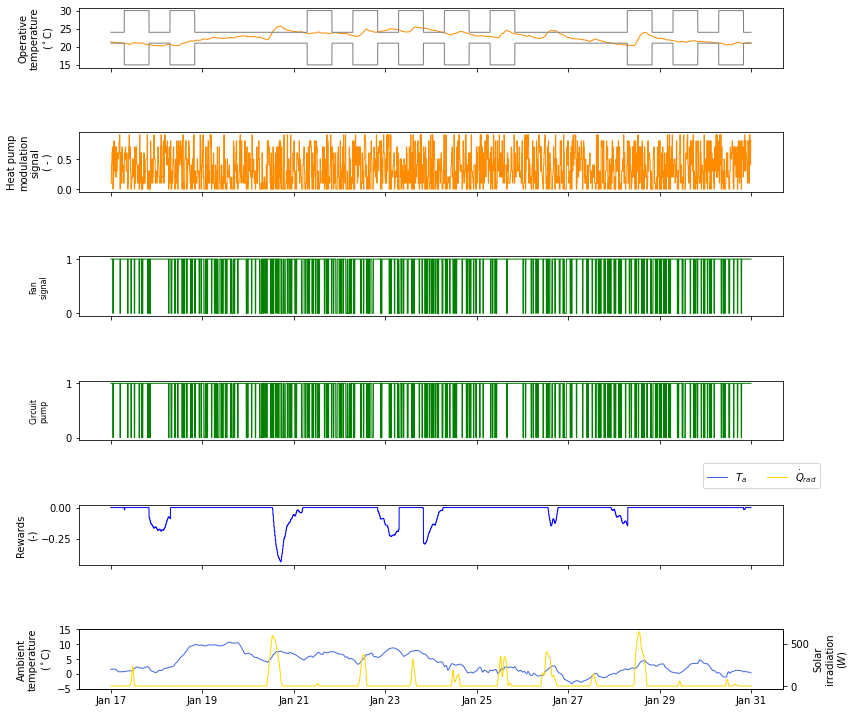 Operative
temperature
(°C)
30
25
20
15
Heat pump
modulation
signal
( - )
0.5
0.0
Fan
signal
1
0
Circuit
pump
1
0
T_a
Q̇_rad
Rewards
(-)
0.00
−0.25
Ambient
temperature
(°C)
15
10
5
0
−5
Solar
irradiation
(W)
500
0
Jan 17
Jan 19
Jan 21
Jan 23
Jan 25
Jan 27
Jan 29
Jan 31